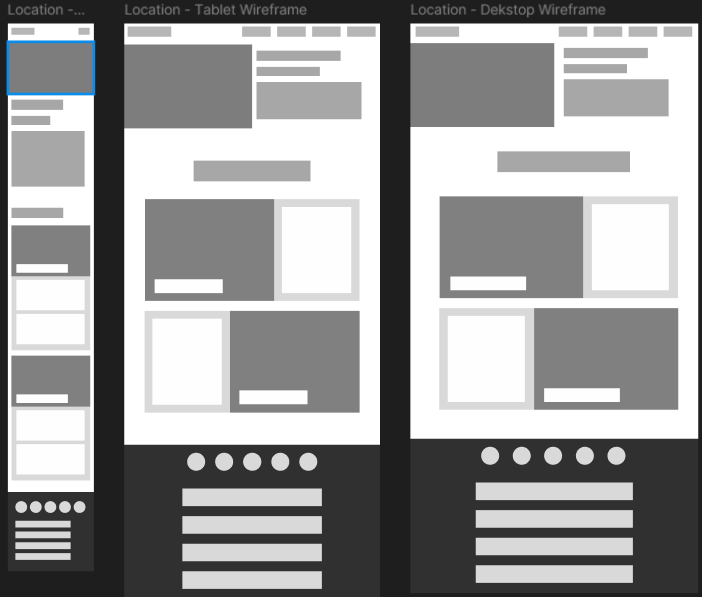 Location -...
Location - Tablet Wireframe
Location - Dekstop Wireframe